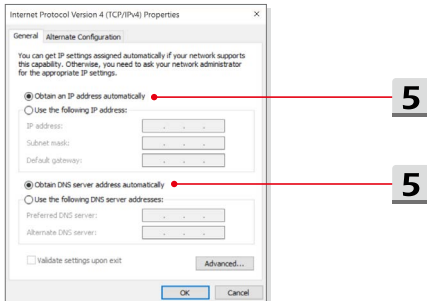 Internet Protocol Version 4 (TCP/IPv4) Properties
General Alternate Configuration
You can get IP settings assigned automatically if your network supports
this capability. Otherwise, you need to ask your network administrator
for the appropriate IP settings.
Obtain an IP address automatically
5
Use the following IP address:
IP address:
Subnet mask:
Default gateway:
Obtain DNS server address automatically
5
Use the following DNS server addresses:
Preferred DNS server:
Alternate DNS server:
Validate settings upon exit
Advanced...
OK Cancel